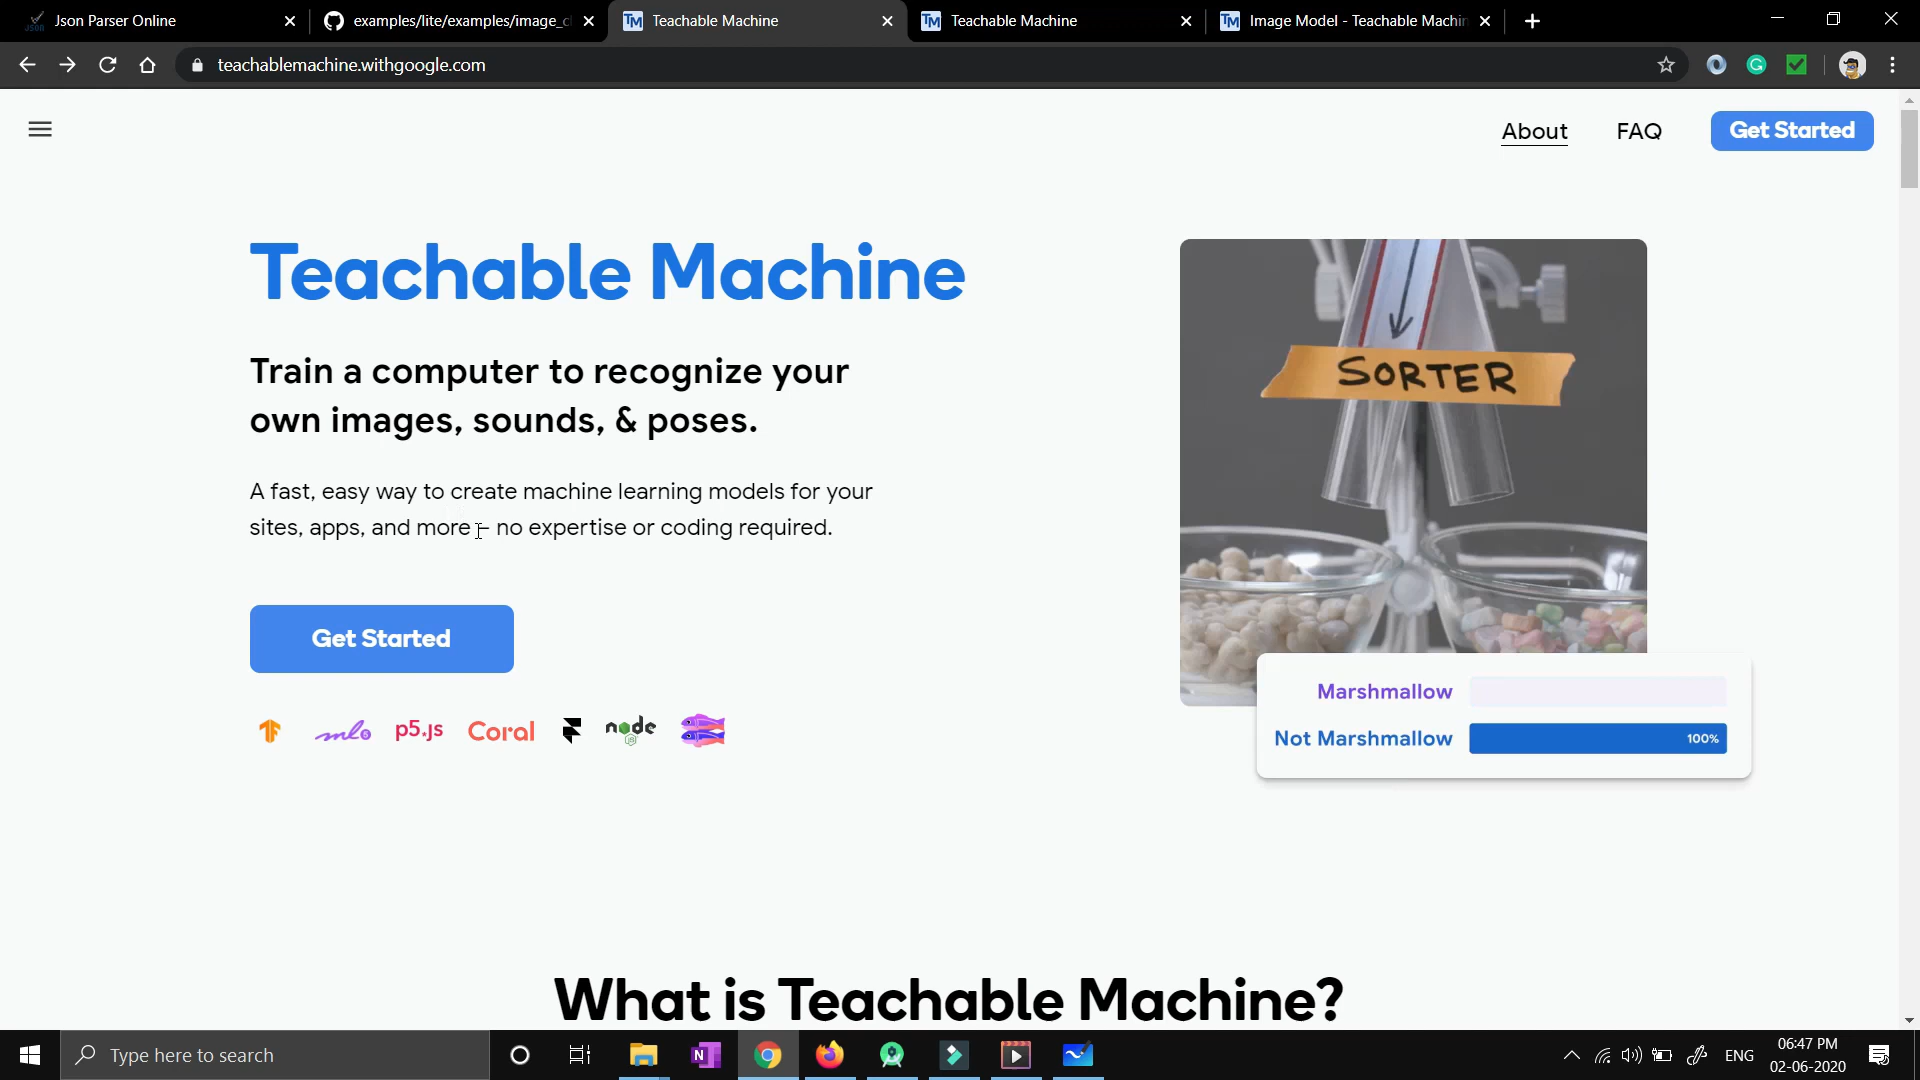 Json Parser Online
examples/lite/examples/image_c
Teachable Machine
Teachable Machine
Image Model - Teachable Machin
teachablemachine.withgoogle.com
About
FAQ
Get Started
Teachable Machine
Train a computer to recognize your
own images, sounds, & poses.
A fast, easy way to create machine learning models for your
sites, apps, and more – no expertise or coding required.
Get Started
p5.js
Coral
node
SORTER
Marshmallow
Not Marshmallow
100%
What is Teachable Machine?
Type here to search
ENG
06:47 PM
02-06-2020